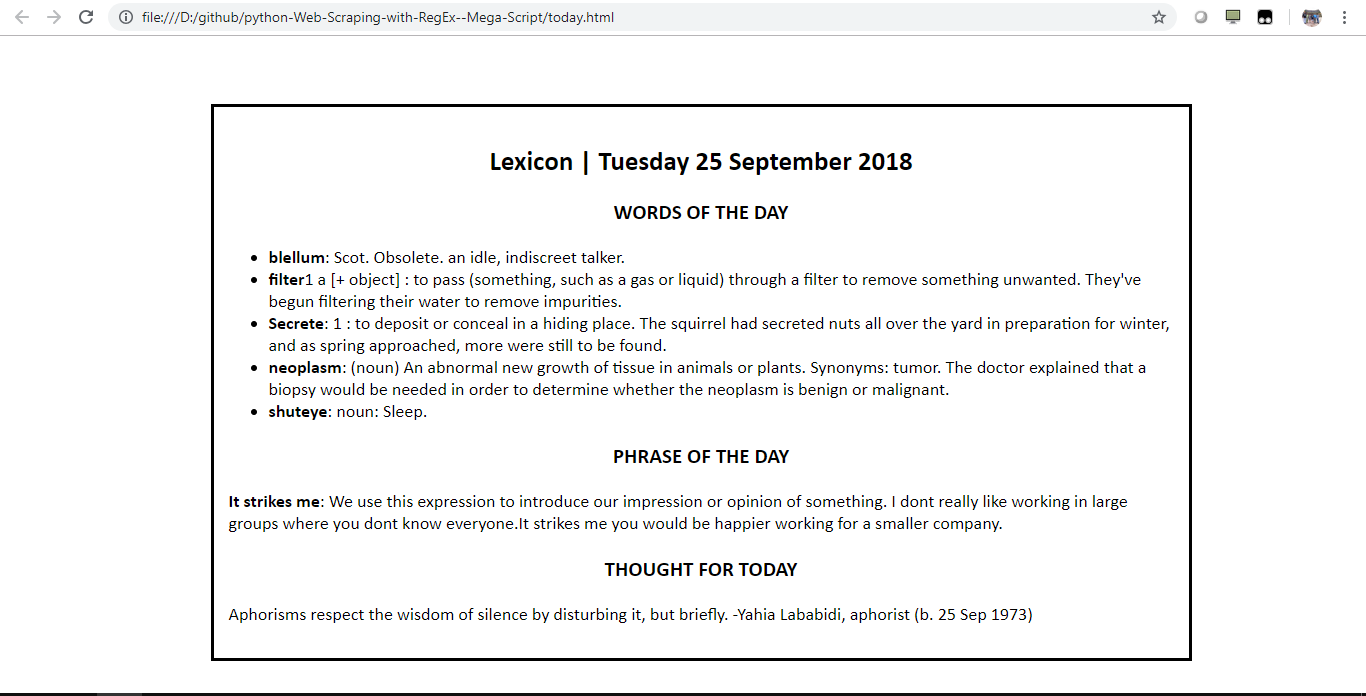 file:///D:/github/python-Web-Scraping-with-RegEx--Mega-Script/today.html
Lexicon | Tuesday 25 September 2018
WORDS OF THE DAY
• blellum: Scot. Obsolete. an idle, indiscreet talker.
• filter1 a [+ object] : to pass (something, such as a gas or liquid) through a filter to remove something unwanted. They've
begun filtering their water to remove impurities.
• Secrete: 1 : to deposit or conceal in a hiding place. The squirrel had secreted nuts all over the yard in preparation for winter,
and as spring approached, more were still to be found.
• neoplasm: (noun) An abnormal new growth of tissue in animals or plants. Synonyms: tumor. The doctor explained that a
biopsy would be needed in order to determine whether the neoplasm is benign or malignant.
• shuteye: noun: Sleep.
PHRASE OF THE DAY
It strikes me: We use this expression to introduce our impression or opinion of something. I dont really like working in large
groups where you dont know everyone.It strikes me you would be happier working for a smaller company.
THOUGHT FOR TODAY
Aphorisms respect the wisdom of silence by disturbing it, but briefly. -Yahia Lababidi, aphorist (b. 25 Sep 1973)